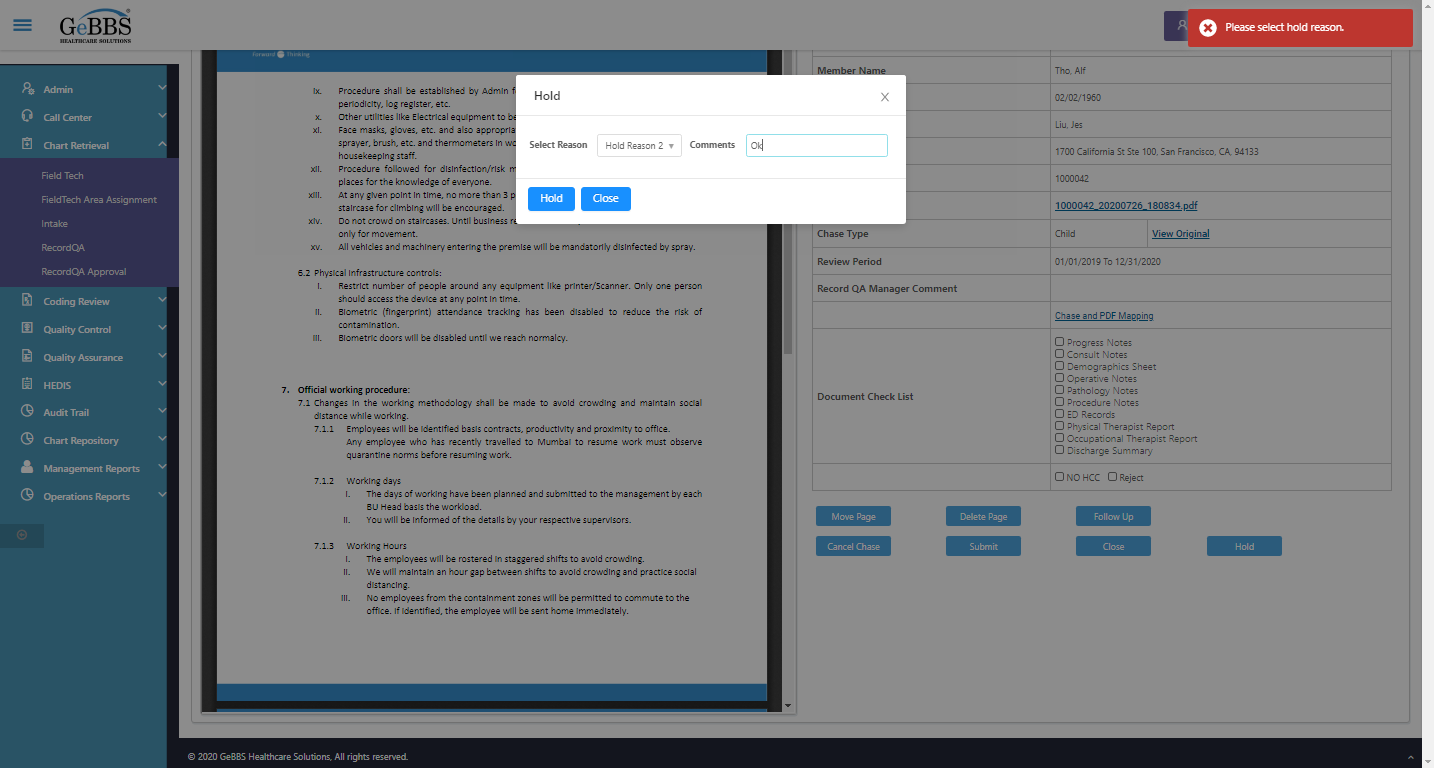 GeBBS
HEALTHCARE SOLUTIONS
Please select hold reason.
Admin
Call Center
Chart Retrieval
Field Tech
FieldTech Area Assignment
Intake
RecordQA
RecordQA Approval
Coding Review
Quality Control
Quality Assurance
HEDIS
Audit Trail
Chart Repository
Management Reports
Operations Reports
Forward Thinking
ix. Procedure shall be established by Admin f
periodicity, log register, etc.
x. Other utilities like Electrical equipment to be
xi. Face masks, gloves, etc. and also appropria
sprayer, brush, etc. and thermometers in wo
housekeeping staff.
xii. Procedure followed for disinfection/risk m
places for the knowledge of everyone.
xiii. At any given point in time, no more than 3 p
staircase for climbing will be encouraged.
xiv. Do not crowd on staircases. Until business re
only for movement.
xv. All vehicles and machinery entering the premise will be mandatorily disinfected by spray.
6.2 Physical infrastructure controls:
i. Restrict number of people around any equipment like printer/Scanner. Only one person
should access the device at any point in time.
ii. Biometric (fingerprint) attendance tracking has been disabled to reduce the risk of
contamination.
iii. Biometric doors will be disabled until we reach normalcy.
7. Official working procedure:
7.1 Changes in the working methodology shall be made to avoid crowding and maintain social
distance while working.
7.1.1 Employees will be identified basis contracts, productivity and proximity to office.
Any employee who has recently travelled to Mumbai to resume work must observe
quarantine norms before resuming work.
7.1.2 Working days
i. The days of working have been planned and submitted to the management by each
BU Head basis the workload.
ii. You will be informed of the details by your respective supervisors.
7.1.3 Working Hours
i. The employees will be rostered in staggered shifts to avoid crowding.
ii. We will maintain an hour gap between shifts to avoid crowding and practice social
distancing.
iii. No employees from the containment zones will be permitted to commute to the
office. If identified, the employee will be sent home immediately.
Hold
X
Select Reason Hold Reason 2 Comments Ok
Hold Close
Member Name Tho, Alf
02/02/1960
Liu, Jes
1700 California St Ste 100, San Francisco, CA, 94133
1000042
1000042_20200726_180834.pdf
Chase Type Child View Original
Review Period 01/01/2019 To 12/31/2020
Record QA Manager Comment
Chase and PDF Mapping
Document Check List
Progress Notes
Consult Notes
Demographics Sheet
Operative Notes
Pathology Notes
Procedure Notes
ED Records
Physical Therapist Report
Occupational Therapist Report
Discharge Summary
NO HCC Reject
Move Page Delete Page Follow Up
Cancel Chase Submit Close Hold
© 2020 GeBBS Healthcare Solutions, All rights reserved.